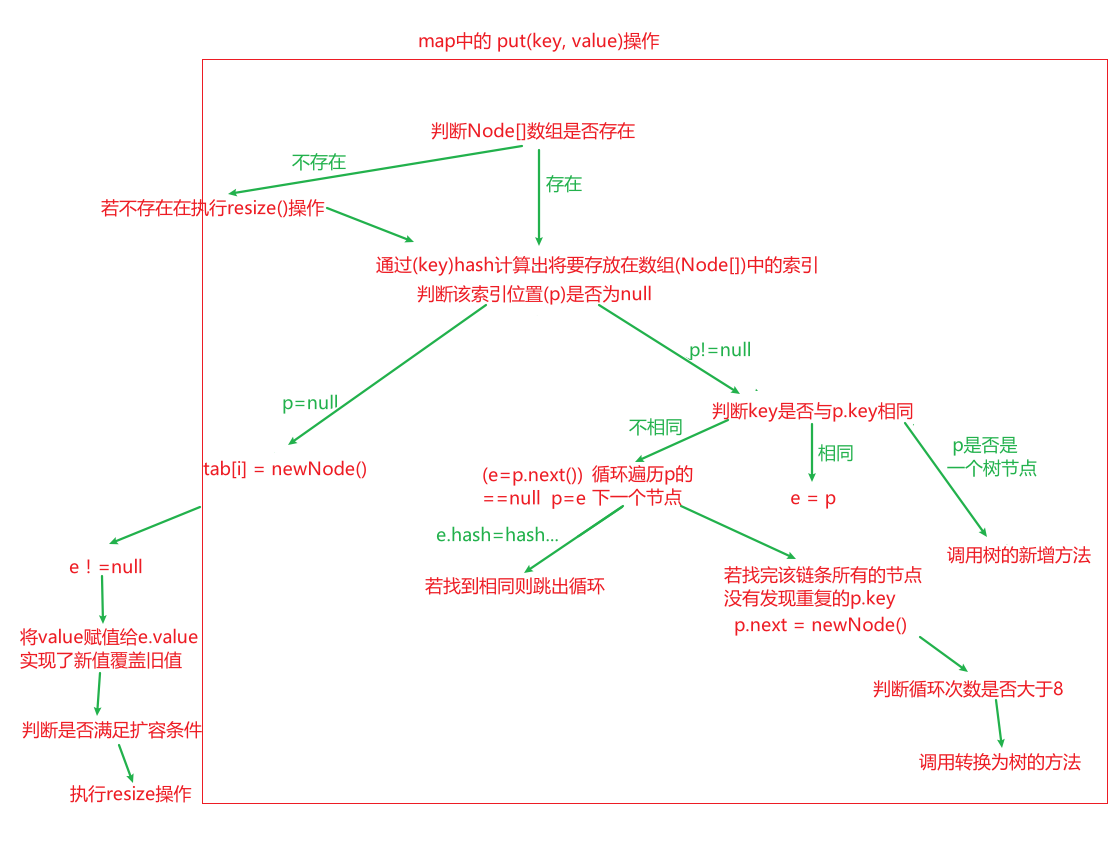 map中的 put(key, value)操作
判断Node[]数组是否存在
不存在
存在
若不存在在执行resize()操作
通过(key)hash计算出将要存放在数组(Node[])中的索引
判断该索引位置(p)是否为null
p!=null
p=null
判断key是否与p.key相同
不相同
相同
p是否是
一个树节点
tab[i] = newNode()
(e=p.next()) 循环遍历p的
==null p=e 下一个节点
e = p
e.hash=hash...
调用树的新增方法
e ! =null
若找到相同则跳出循环
若找完该链条所有的节点
没有发现重复的p.key
p.next = newNode()
将value赋值给e.value
实现了新值覆盖旧值
判断循环次数是否大于8
判断是否满足扩容条件
调用转换为树的方法
执行resize操作